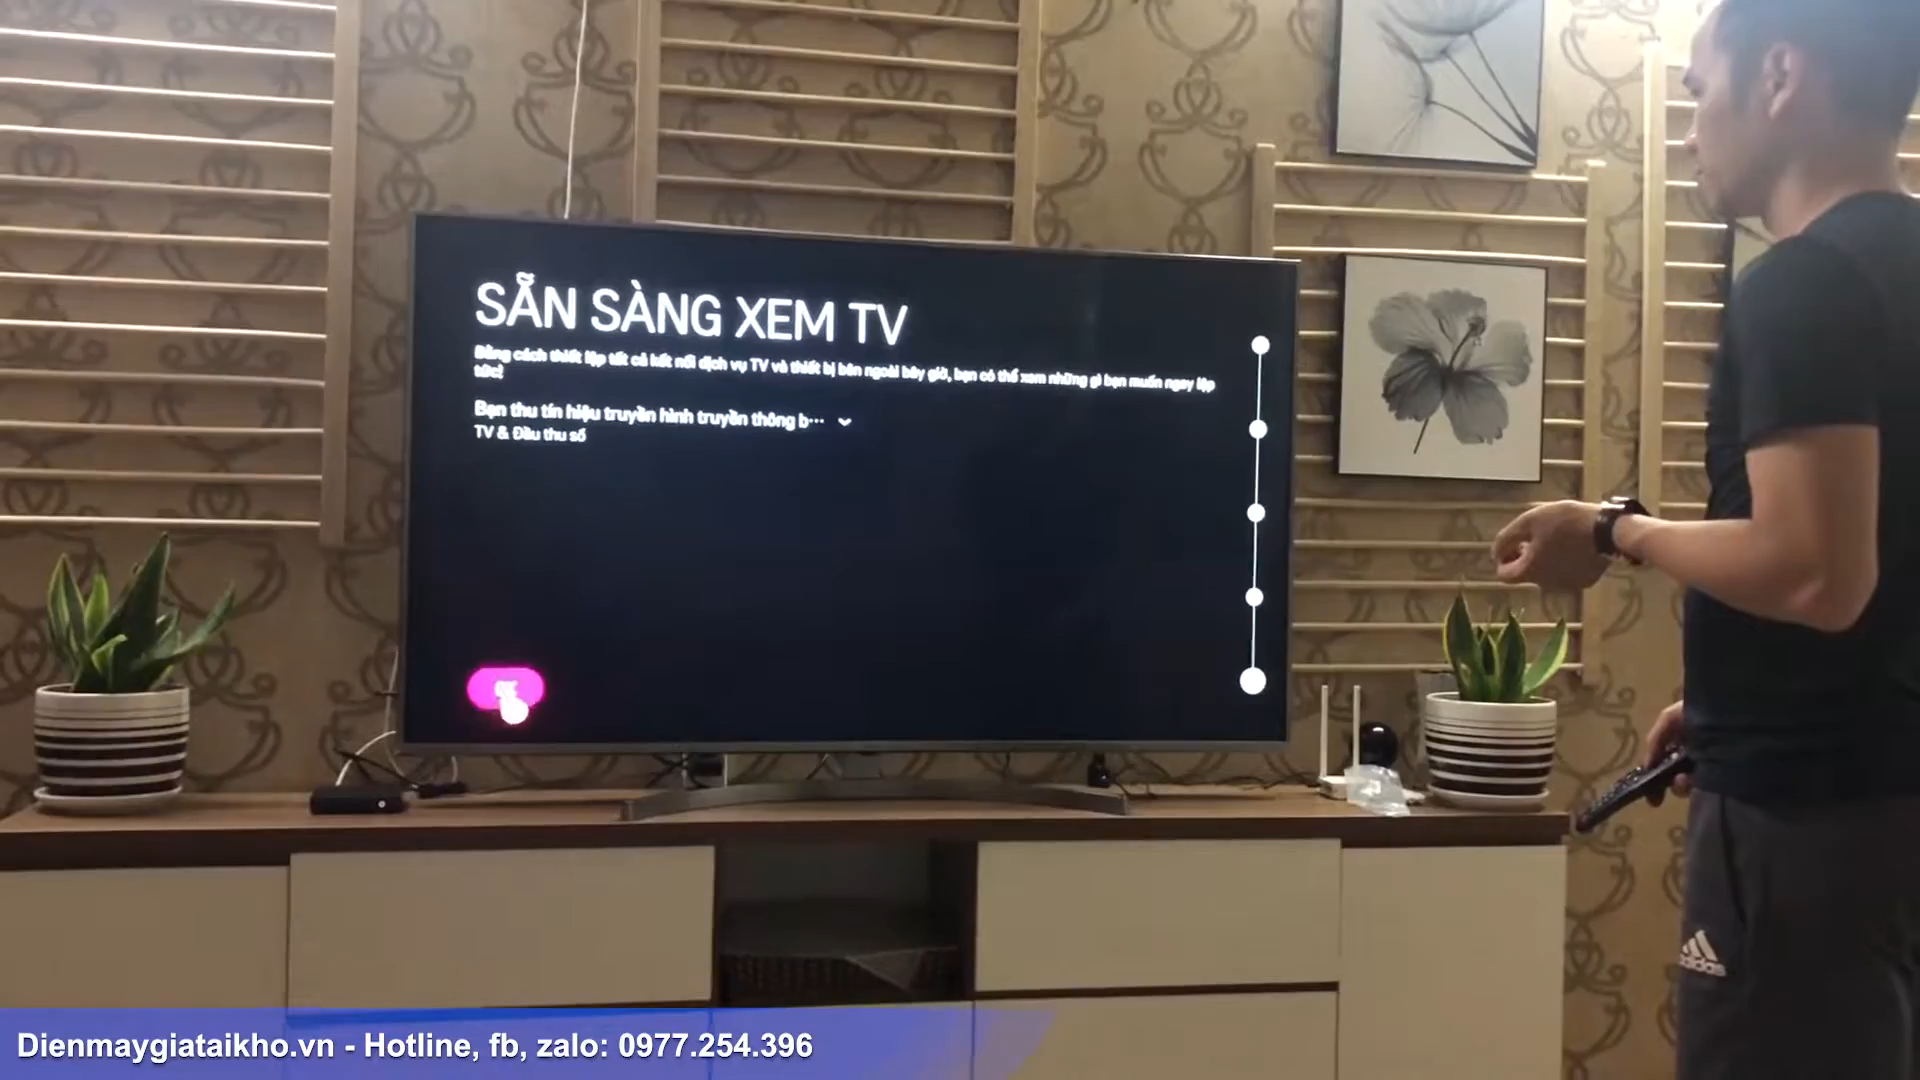 SẴN SÀNG XEM TV
Bằng cách thiết lập tất cả kết nối dịch vụ TV và thiết bị bên ngoài bây giờ, bạn có thể xem những gì bạn muốn ngay lập
tức!
Bạn thu tín hiệu truyền hình truyền thông b...
TV & Đầu thu số
OK
adidas
Dienmaygiataikho.vn - Hotline, fb, zalo: 0977.254.396